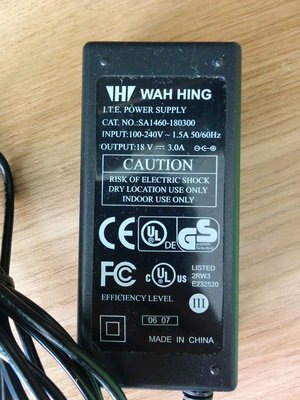 WAH HING
I.T.E. POWER SUPPLY
CAT. NO.:SA1460-180300
INPUT:100-240V ~ 1.5A 50/60Hz
OUTPUT:18 V ⎓ 3.0A
CAUTION
RISK OF ELECTRIC SHOCK
DRY LOCATION USE ONLY
INDOOR USE ONLY
CE UL DE GS
FC c UL US LISTED
2RW3
E232520
EFFICIENCY LEVEL III
06 07
MADE IN CHINA